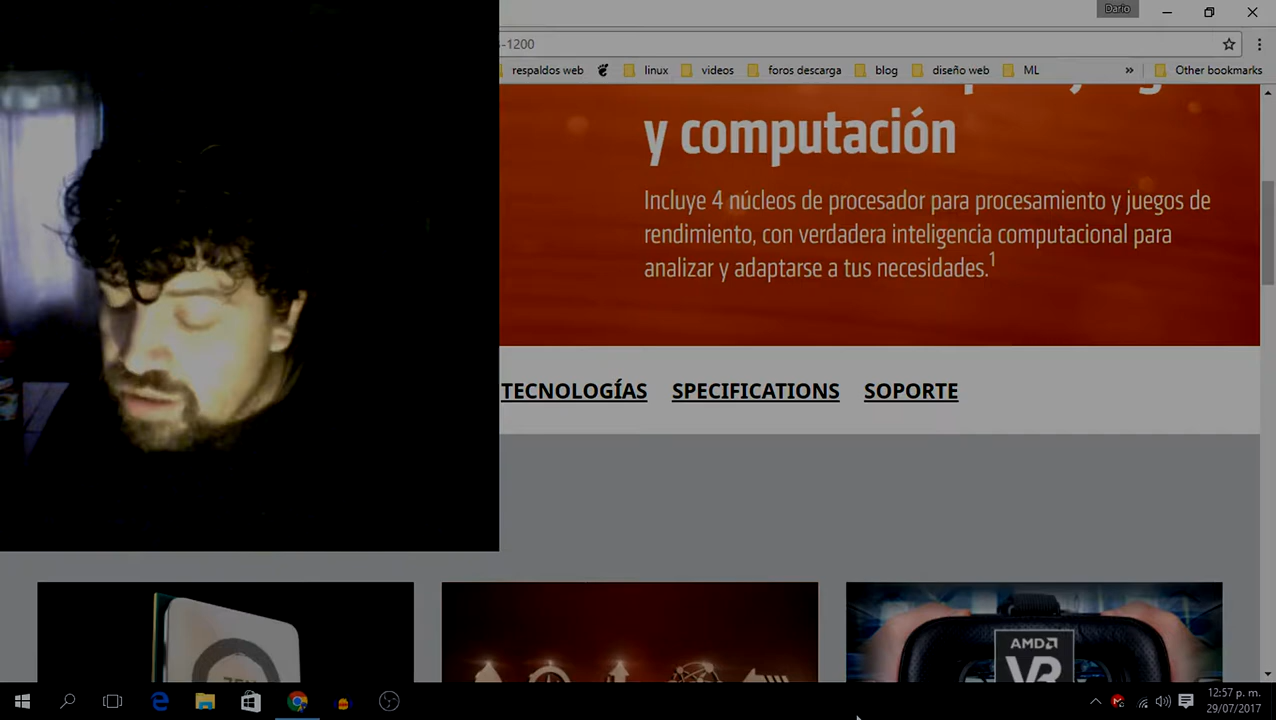 Dario
-1200
respaldos web
linux
videos
foros descarga
blog
diseño web
ML
»
Other bookmarks
y computación
Incluye 4 núcleos de procesador para procesamiento y juegos de
rendimiento, con verdadera inteligencia computacional para
analizar y adaptarse a tus necesidades.1
TECNOLOGÍAS
SPECIFICATIONS
SOPORTE
AMD
VR
12:57 p. m.
29/07/2017